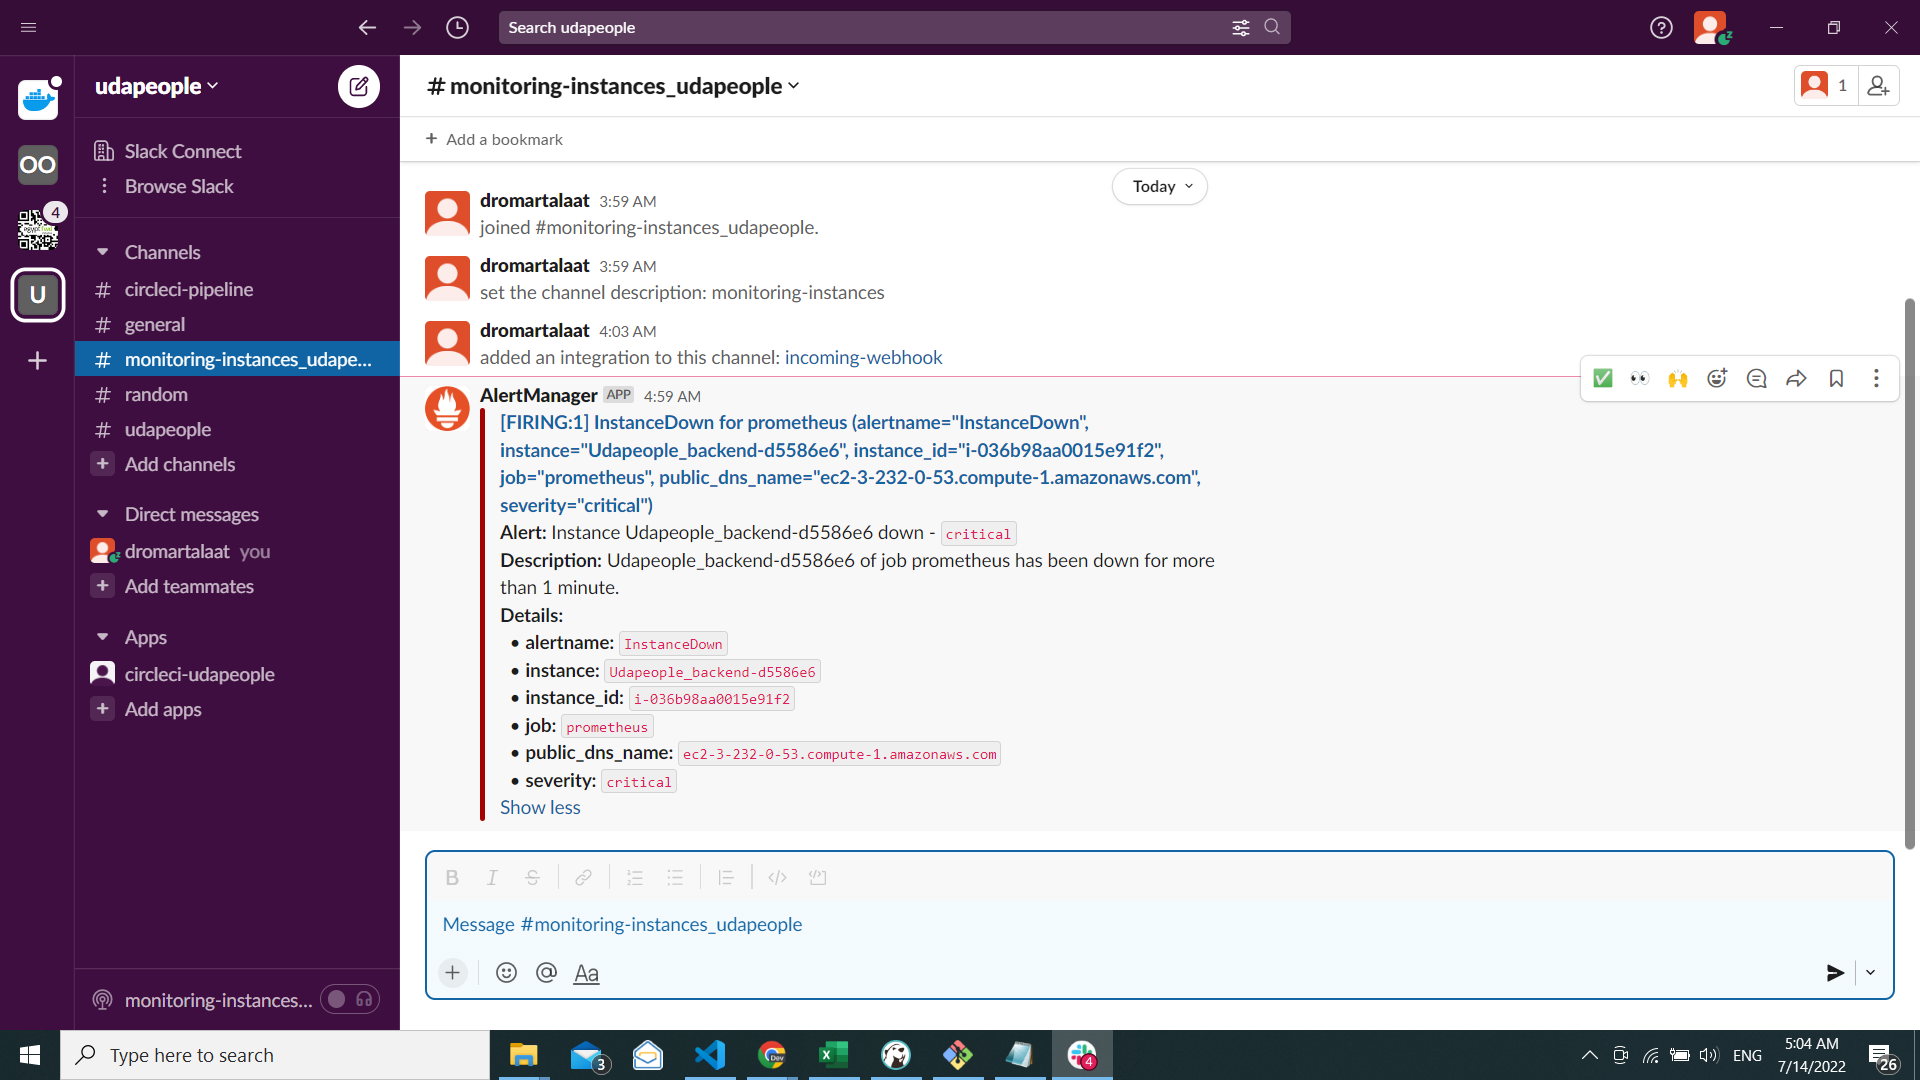 Search udapeople
udapeople
# monitoring-instances_udapeople
1
+ Add a bookmark
Slack Connect
Browse Slack
4
U
Channels
# circleci-pipeline
# general
# monitoring-instances_udape...
# random
# udapeople
+ Add channels
Direct messages
dromartalaat you
+ Add teammates
Apps
circleci-udapeople
+ Add apps
monitoring-instances...
Today
dromartalaat 3:59 AM
joined #monitoring-instances_udapeople.
dromartalaat 3:59 AM
set the channel description: monitoring-instances
dromartalaat 4:03 AM
added an integration to this channel: incoming-webhook
AlertManager APP 4:59 AM
[FIRING:1] InstanceDown for prometheus (alertname="InstanceDown",
instance="Udapeople_backend-d5586e6", instance_id="i-036b98aa0015e91f2",
job="prometheus", public_dns_name="ec2-3-232-0-53.compute-1.amazonaws.com",
severity="critical")
Alert: Instance Udapeople_backend-d5586e6 down - critical
Description: Udapeople_backend-d5586e6 of job prometheus has been down for more
than 1 minute.
Details:
• alertname: InstanceDown
• instance: Udapeople_backend-d5586e6
• instance_id: i-036b98aa0015e91f2
• job: prometheus
• public_dns_name: ec2-3-232-0-53.compute-1.amazonaws.com
• severity: critical
Show less
B I S
Message #monitoring-instances_udapeople
+ @ Aa
Type here to search
3
Dev
4
ENG
5:04 AM
7/14/2022
26